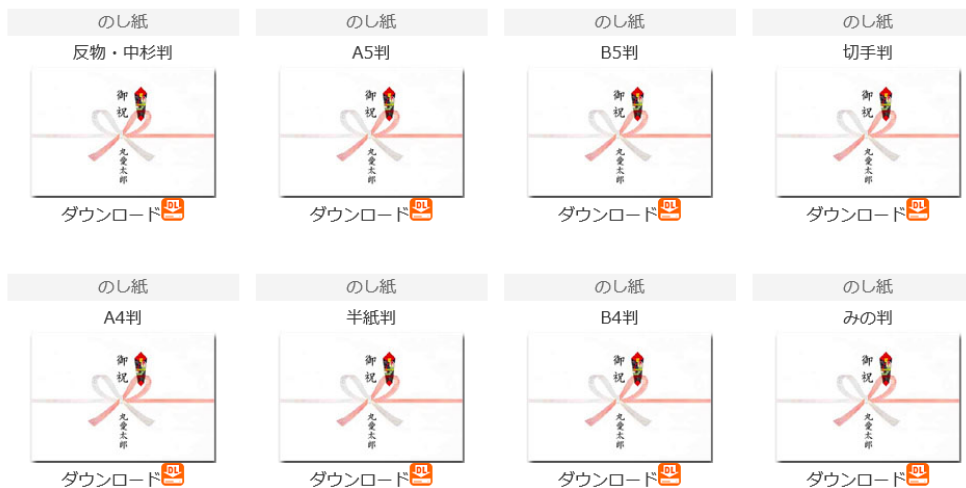 のし紙
反物・中杉判
御祝
丸愛太郎
ダウンロード DL
のし紙
A5判
御祝
丸愛太郎
ダウンロード DL
のし紙
B5判
御祝
丸愛太郎
ダウンロード DL
のし紙
切手判
御祝
丸愛太郎
ダウンロード DL
のし紙
A4判
御祝
丸愛太郎
ダウンロード DL
のし紙
半紙判
御祝
丸愛太郎
ダウンロード DL
のし紙
B4判
御祝
丸愛太郎
ダウンロード DL
のし紙
みの判
御祝
丸愛太郎
ダウンロード DL